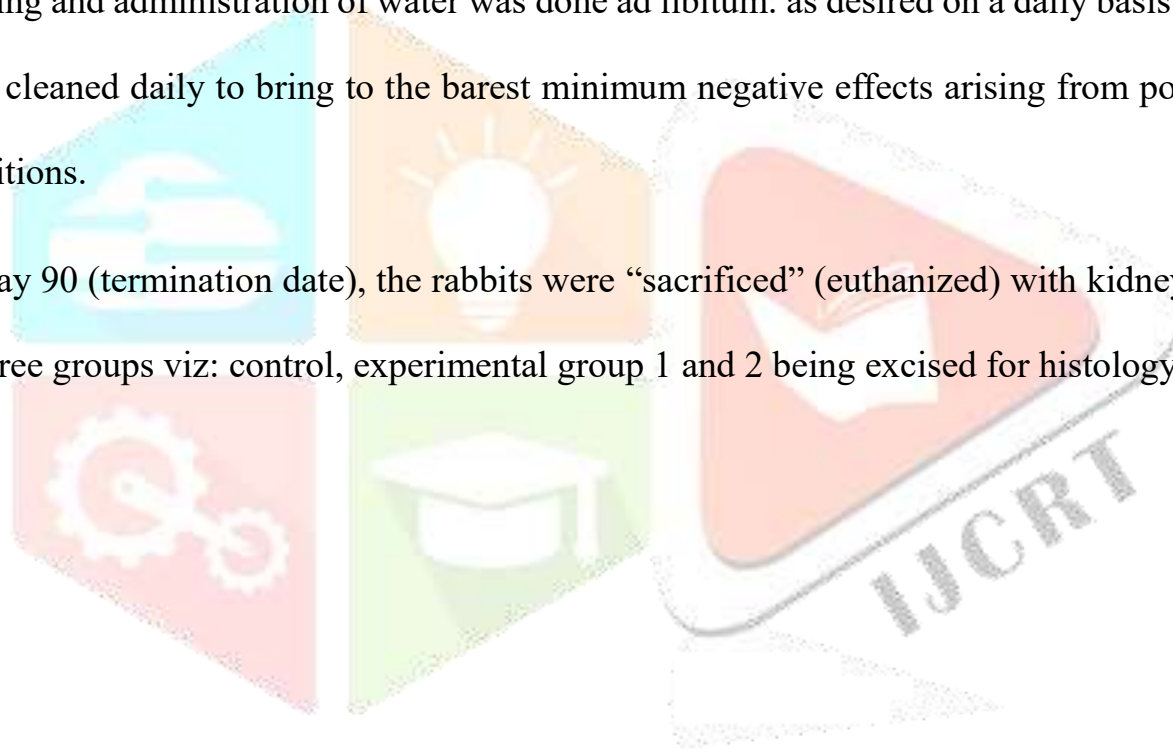 ing and administration of water was done ad libitum. as desired on a daily basis
cleaned daily to bring to the barest minimum negative effects arising from po
itions.
ay 90 (termination date), the rabbits were “sacrificed” (euthanized) with kidney
ree groups viz: control, experimental group 1 and 2 being excised for histology
IJCRT